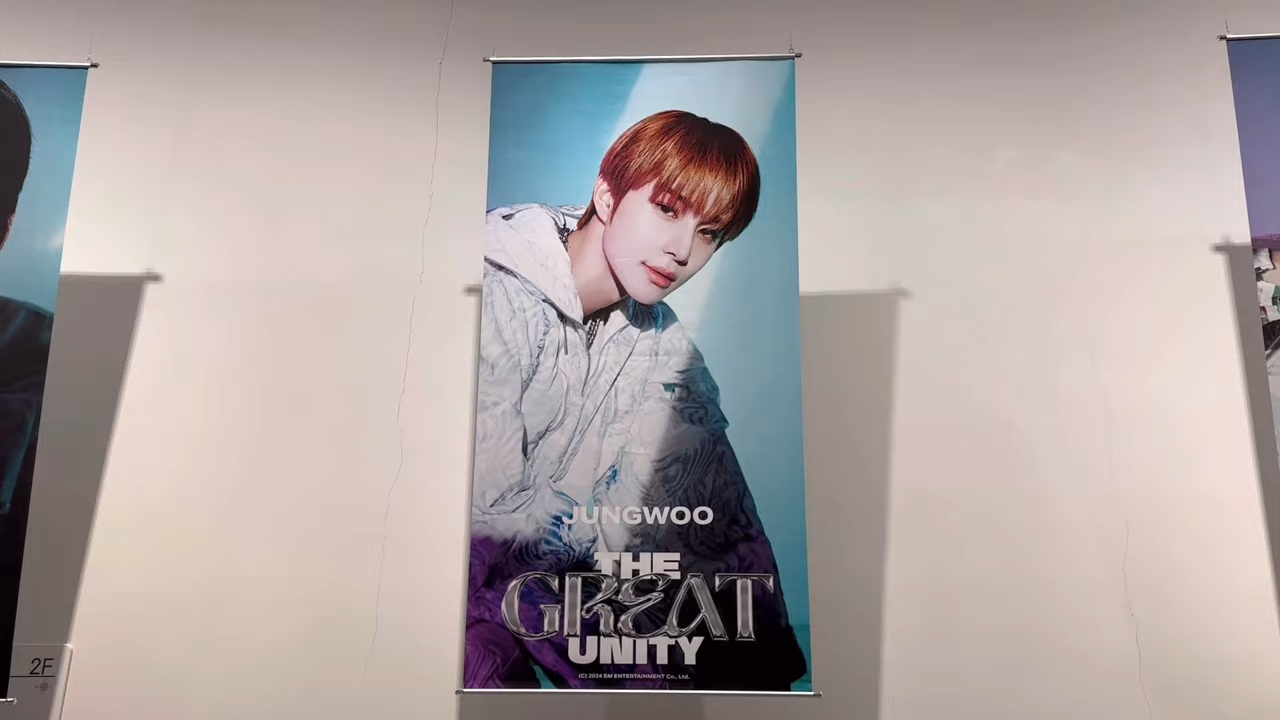 JUNGWOO
THE
GREAT
UNITY
(C) 2024 SM ENTERTAINMENT Co., Ltd.
2F